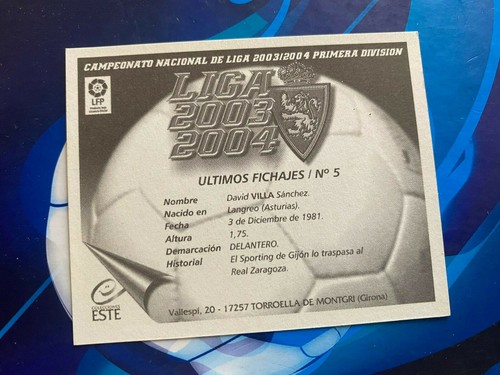 CAMPEONATO NACIONAL DE LIGA 2003/2004 PRIMERA DIVISION
LFP
LIGA
2003
2004
ULTIMOS FICHAJES / Nº 5
Nombre David VILLA Sánchez.
Nacido en Langreo (Asturias).
Fecha 3 de Diciembre de 1981.
Altura 1,75.
Demarcación DELANTERO.
Historial El Sporting de Gijón lo traspasa al
Real Zaragoza.
COLECCIONES
ESTE
Vallespí, 20 - 17257 TORROELLA DE MONTGRI (Girona)